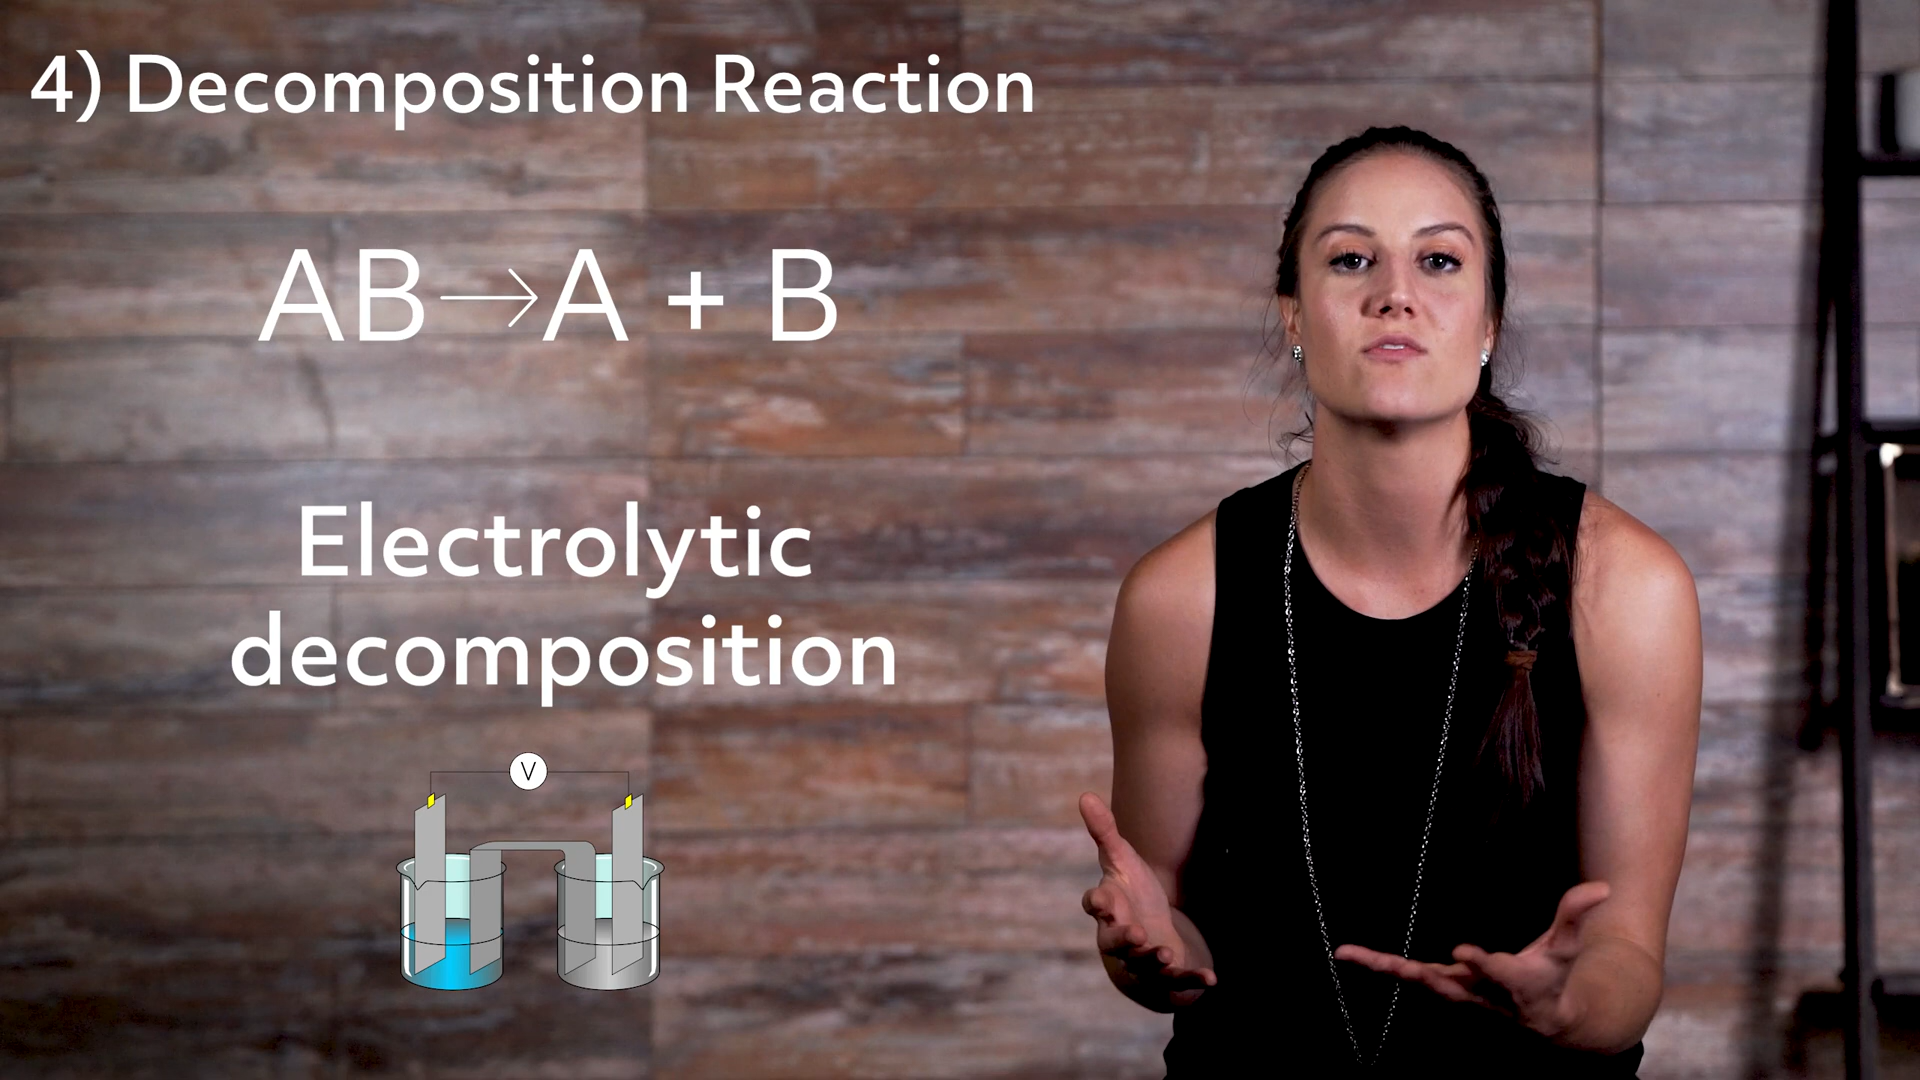 4) Decomposition Reaction
AB→A + B
Electrolytic
decomposition
V